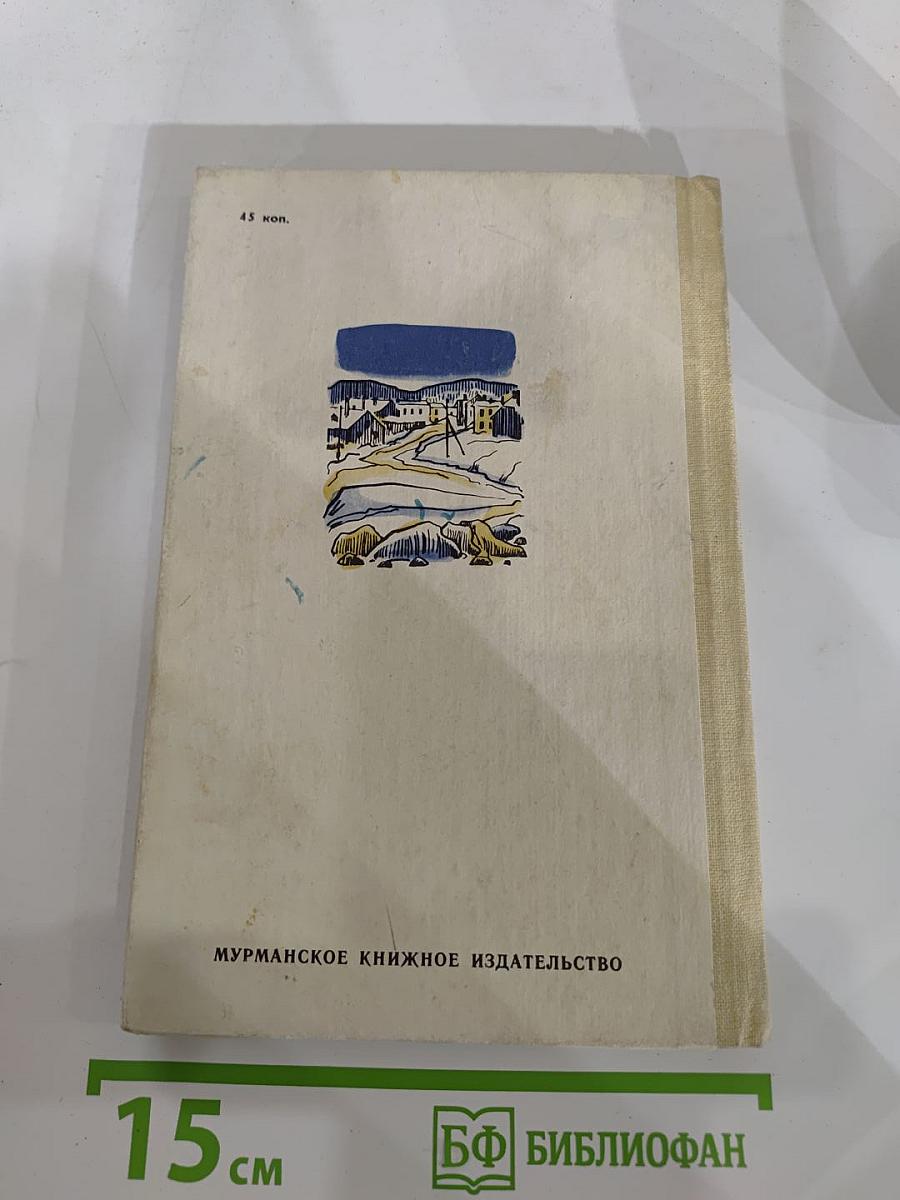 45 коп.
МУРМАНСКОЕ КНИЖНОЕ ИЗДАТЕЛЬСТВО
15 см
БФ БИБЛИОФАН